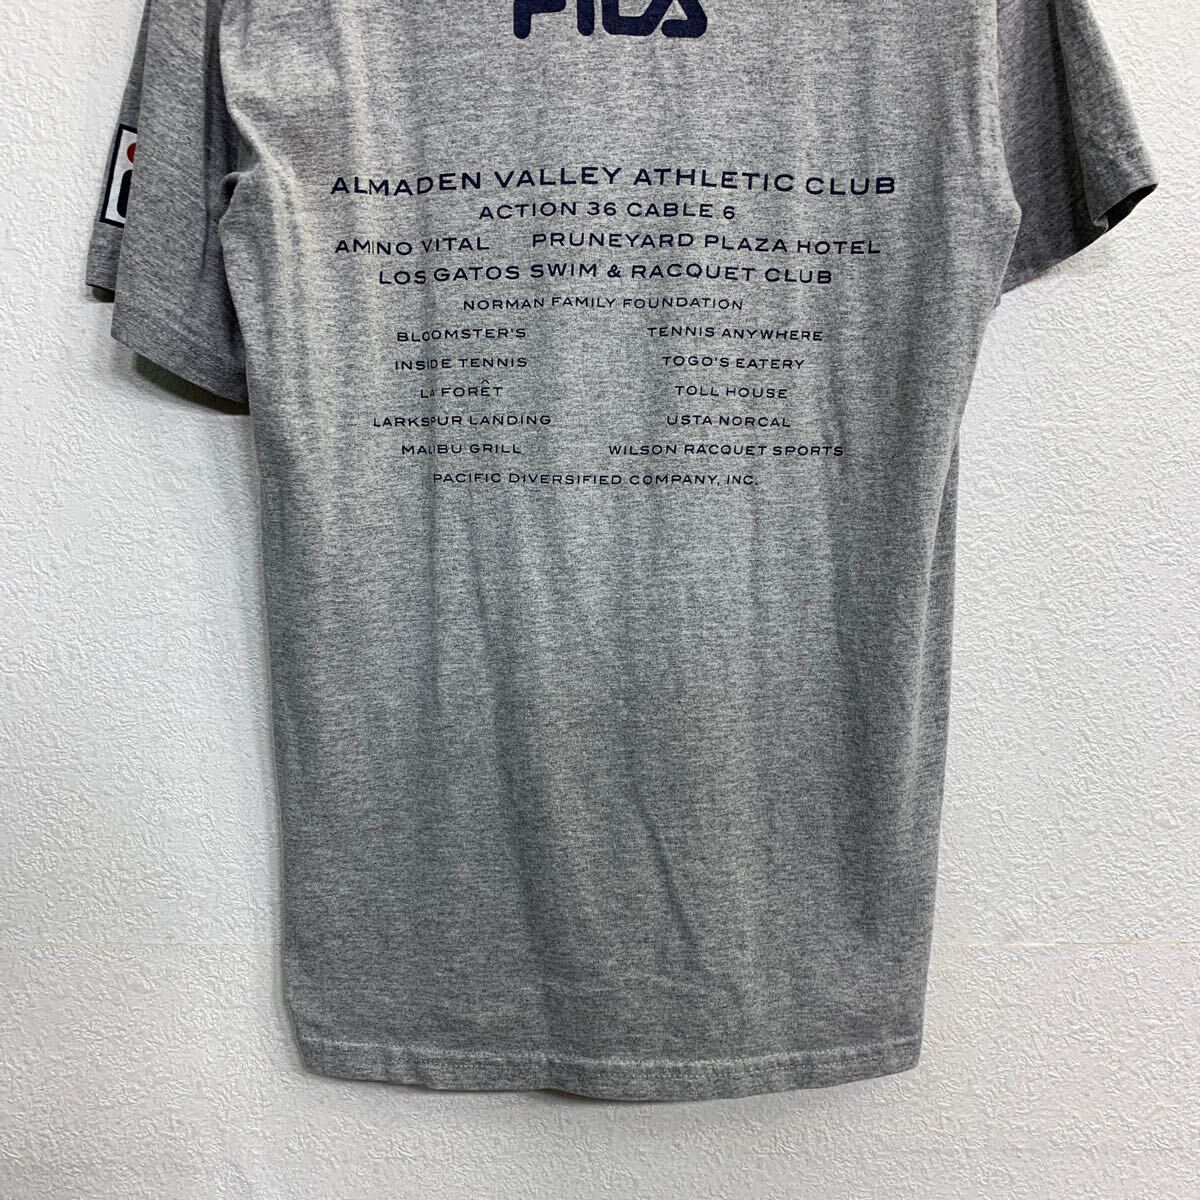 FILA
ALMADEN VALLEY ATHLETIC CLUB
ACTION 36 CABLE 6
AMINO VITAL PRUNEYARD PLAZA HOTEL
LOS GATOS SWIM & RACQUET CLUB
NORMAN FAMILY FOUNDATION
BLOOMSTER'S TENNIS ANYWHERE
INSIDE TENNIS TOGO'S EATERY
LA FORÊT TOLL HOUSE
LARKSPUR LANDING USTA NORCAL
MALIBU GRILL WILSON RACQUET SPORTS
PACIFIC DIVERSIFIED COMPANY, INC.